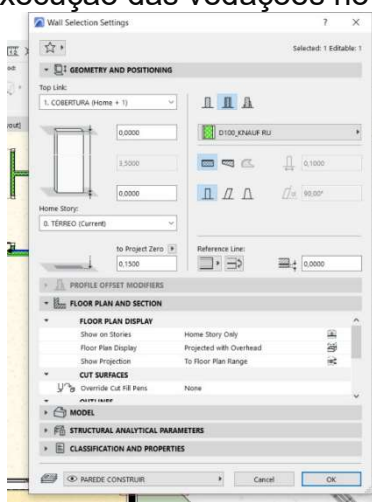 execução das vedações no
Wall Selection Settings ? ×
Selected: 1 Editable: 1
GEOMETRY AND POSITIONING
Top Link:
1. COBERTURA (Home + 1)
0,0000
D100_KNAUF RU
3,5000
0,1000
0,0000
90,00°
Home Story:
0. TÉRREO (Current)
to Project Zero
Reference Line:
0,1500
0,0000
PROFILE OFFSET MODIFIERS
FLOOR PLAN AND SECTION
FLOOR PLAN DISPLAY
Show on Stories Home Story Only
Floor Plan Display Projected with Overhead
Show Projection To Floor Plan Range
CUT SURFACES
Override Cut Fill Pens None
OUTLINES
MODEL
STRUCTURAL ANALYTICAL PARAMETERS
CLASSIFICATION AND PROPERTIES
PAREDE CONSTRUIR Cancel OK